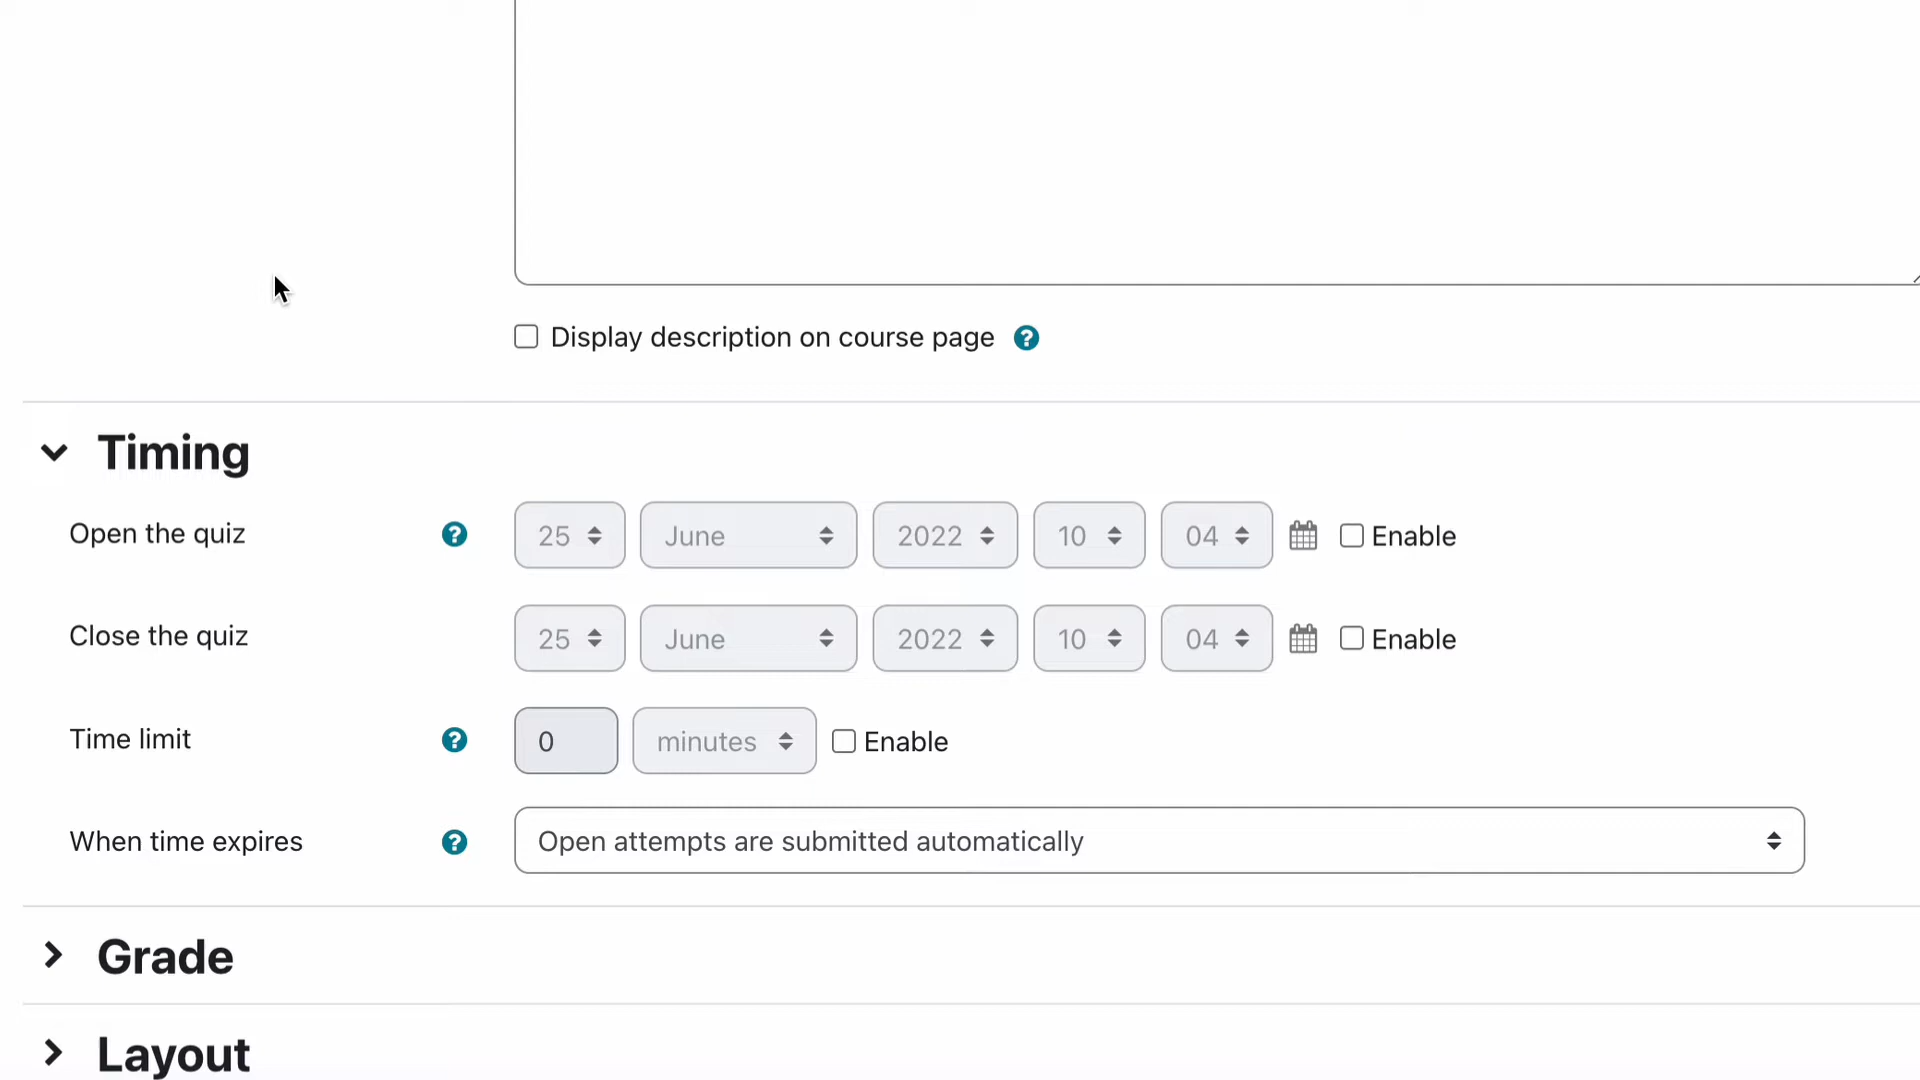 Display description on course page ?
Timing
Open the quiz ? 25 June 2022 10 04 Enable
Close the quiz 25 June 2022 10 04 Enable
Time limit ? 0 minutes Enable
When time expires ? Open attempts are submitted automatically
Grade
Layout